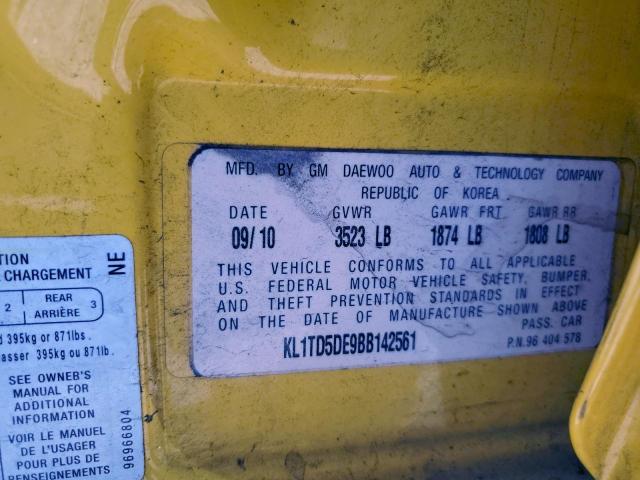 MFD. BY GM DAEWOO AUTO & TECHNOLOGY COMPANY
REPUBLIC OF KOREA
DATE GVWR GAWR FRT GAWR RR
09/10 3523 LB 1874 LB 1808 LB
THIS VEHICLE CONFORMS TO ALL APPLICABLE
U.S. FEDERAL MOTOR VEHICLE SAFETY, BUMPER,
AND THEFT PREVENTION STANDARDS IN EFFECT
ON THE DATE OF MANUFACTURE SHOWN ABOVE
PASS. CAR
KL1TD5DE9BB142561 P.N.96 404 578
TION
CHARGEMENT
NE
2 REAR 3
ARRIÈRE
395kg or 871lbs.
asser 395kg ou 871lb.
SEE OWNER'S
MANUAL FOR
ADDITIONAL
INFORMATION
VOIR LE MANUEL
DE L'USAGER
POUR PLUS DE
RENSEIGNEMENTS
96966804